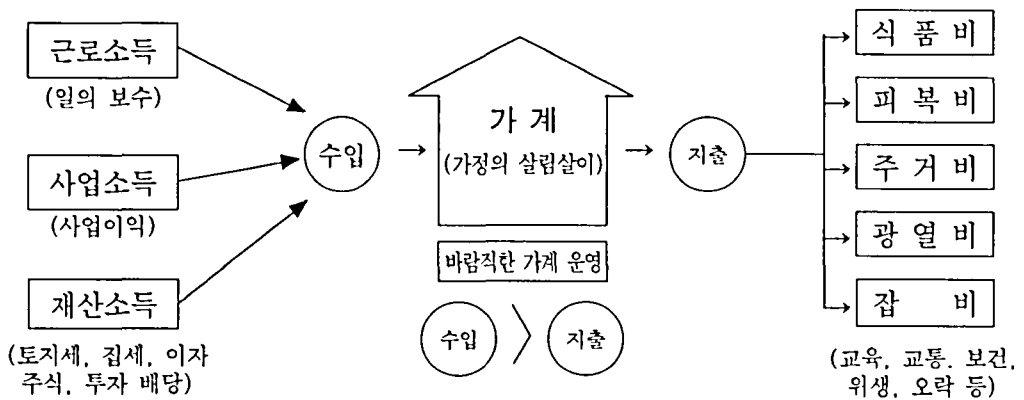 근로소득
(일의 보수)
사업소득
(사업이익)
재산소득
(토지세, 집세, 이자
주식, 투자 배당)
수입
가 계
(가정의 살림살이)
바람직한 가계 운영
수입 > 지출
지출
식 품 비
피 복 비
주 거 비
광 열 비
잡 비
(교육, 교통. 보건,
위생, 오락 등)